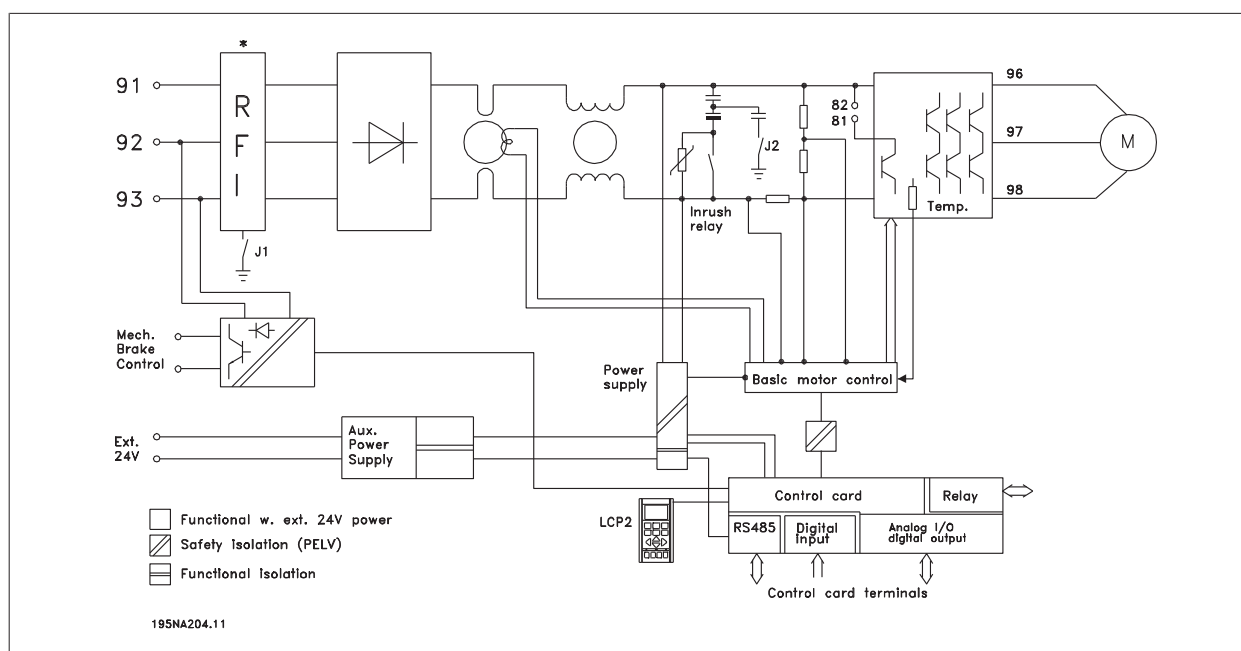 *
91
92
93
R
F
I
J1
82
81
J2
Inrush
relay
Temp.
96
97
98
M
Mech.
Brake
Control
Power
supply
Basic motor control
Ext.
24V
Aux.
Power
Supply
LCP2
Control card
Relay
RS485
Digital
input
Analog I/O
digital output
Control card terminals
Functional w. ext. 24V power
Safety isolation (PELV)
Functional isolation
195NA204.11